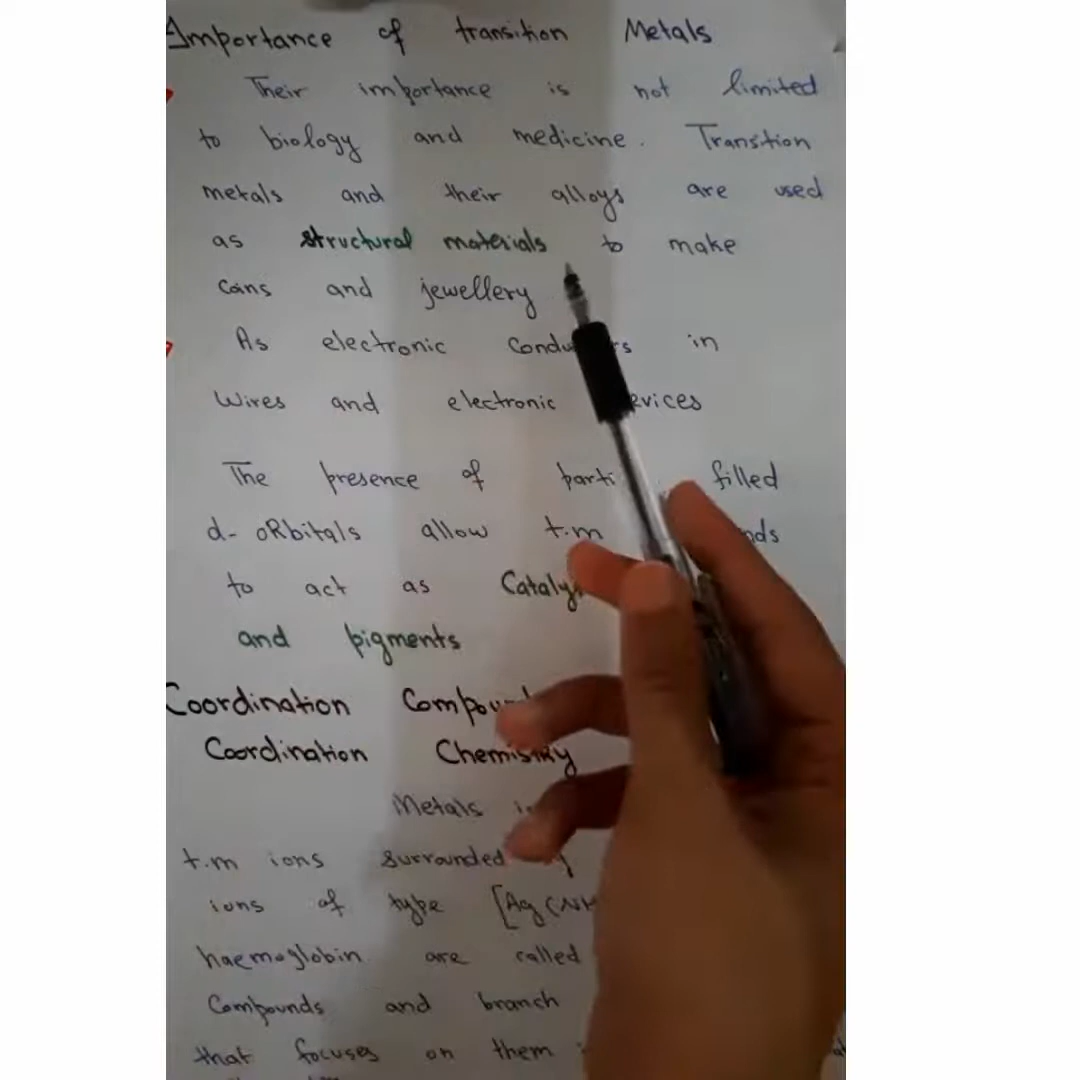 Importance of transition Metals
Their importance is not limited
to biology and medicine. Transition
metals and their alloys are used
as structural materials to make
Cans and jewellery
As electronic in
Wires and electronic
The presence of filled
d- oRbitals allow t.m
to act as
and pigments
Coordination
Coordination Chemistry
Metals
t.m ions surrounded
ions of type
haemoglobin are called
Compounds and branch
that focuses on them